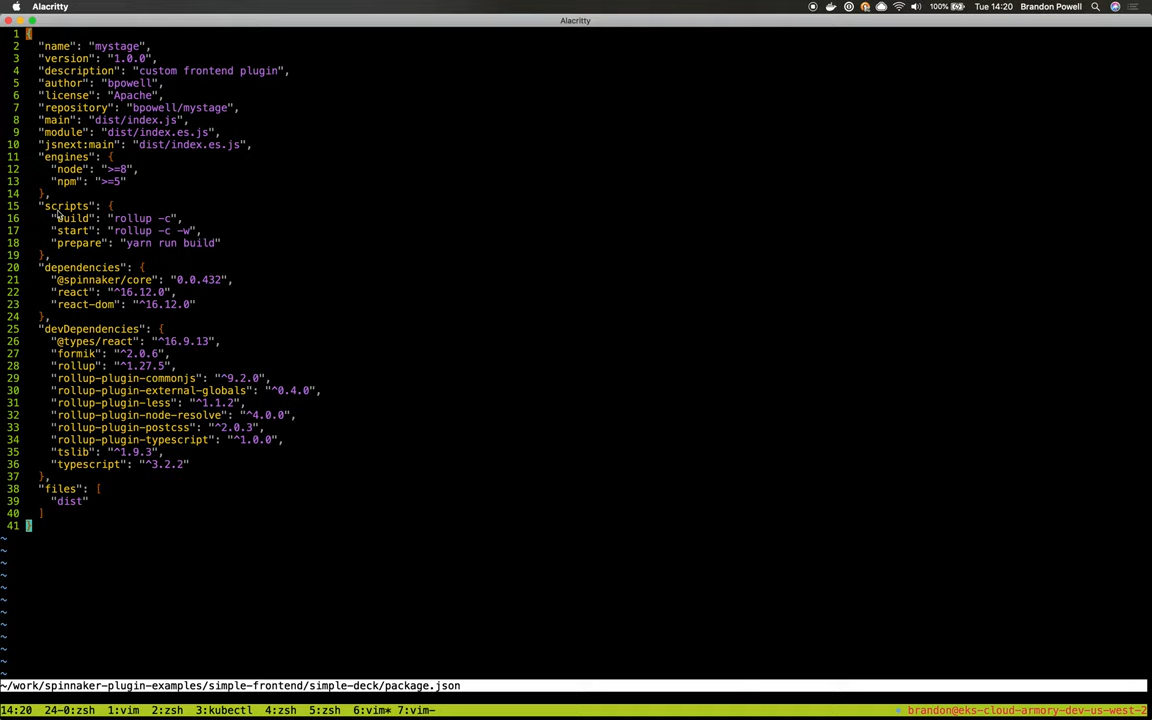 Alacritty
100% Tue 14:20 Brandon Powell
Alacritty
1 {
2 "name": "mystage",
3 "version": "1.0.0",
4 "description": "custom frontend plugin",
5 "author": "bpowell",
6 "license": "Apache",
7 "repository": "bpowell/mystage",
8 "main": "dist/index.js",
9 "module": "dist/index.es.js",
10 "jsnext:main": "dist/index.es.js",
11 "engines": {
12 "node": ">=8",
13 "npm": ">=5"
14 },
15 "scripts": {
16 "build": "rollup -c",
17 "start": "rollup -c -w",
18 "prepare": "yarn run build"
19 },
20 "dependencies": {
21 "@spinnaker/core": "0.0.432",
22 "react": "^16.12.0",
23 "react-dom": "^16.12.0"
24 },
25 "devDependencies": {
26 "@types/react": "^16.9.13",
27 "formik": "^2.0.6",
28 "rollup": "^1.27.5",
29 "rollup-plugin-commonjs": "^9.2.0",
30 "rollup-plugin-external-globals": "^0.4.0",
31 "rollup-plugin-less": "^1.1.2",
32 "rollup-plugin-node-resolve": "^4.0.0",
33 "rollup-plugin-postcss": "^2.0.3",
34 "rollup-plugin-typescript": "^1.0.0",
35 "tslib": "^1.9.3",
36 "typescript": "^3.2.2"
37 },
38 "files": [
39 "dist"
40 ]
41 }
~
~
~
~
~
~
~
~
~
~
~
~
~/work/spinnaker-plugin-examples/simple-frontend/simple-deck/package.json
14:20 24-0:zsh 1:vim 2:zsh 3:kubectl 4:zsh 5:zsh 6:vim* 7:vim- brandon@eks-cloud-armory-dev-us-west-2